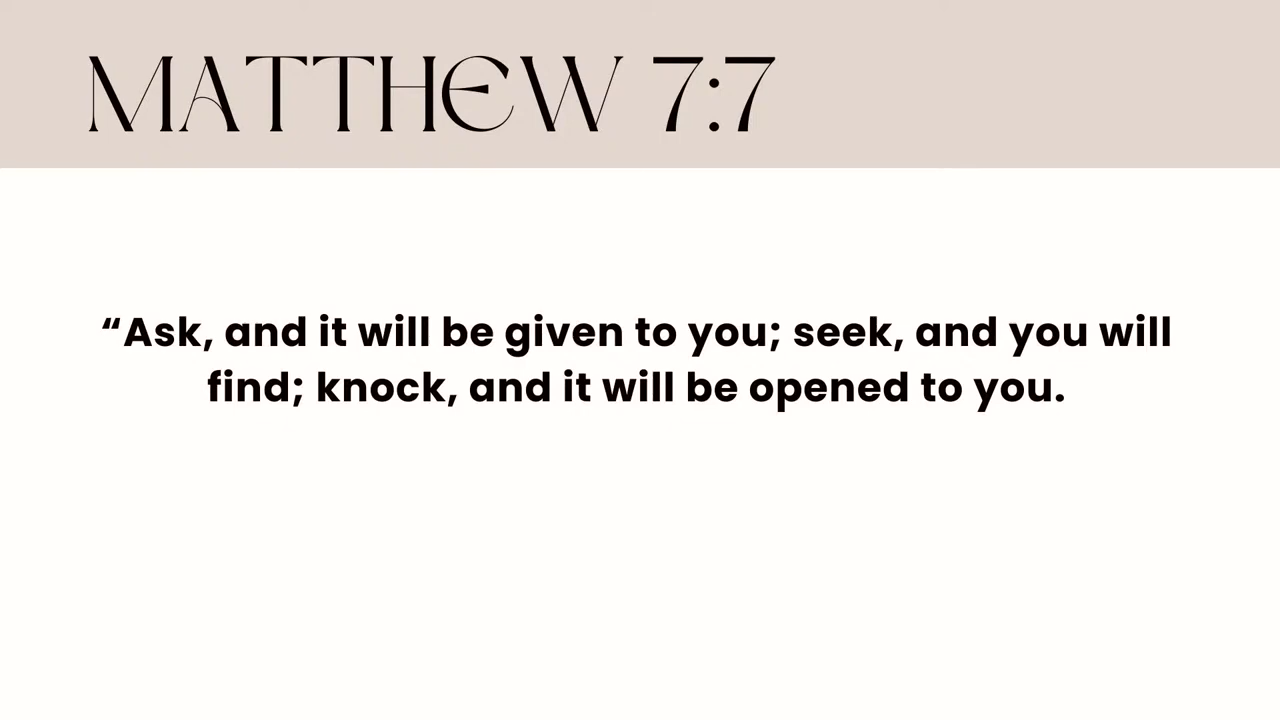 MATTHEW 7:7
“Ask, and it will be given to you; seek, and you will
find; knock, and it will be opened to you.